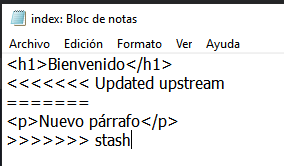 index: Bloc de notas
Archivo Edición Formato Ver Ayuda
<h1>Bienvenido</h1>
<<<<<<< Updated upstream
=======
<p>Nuevo párrafo</p>
>>>>>>> stash